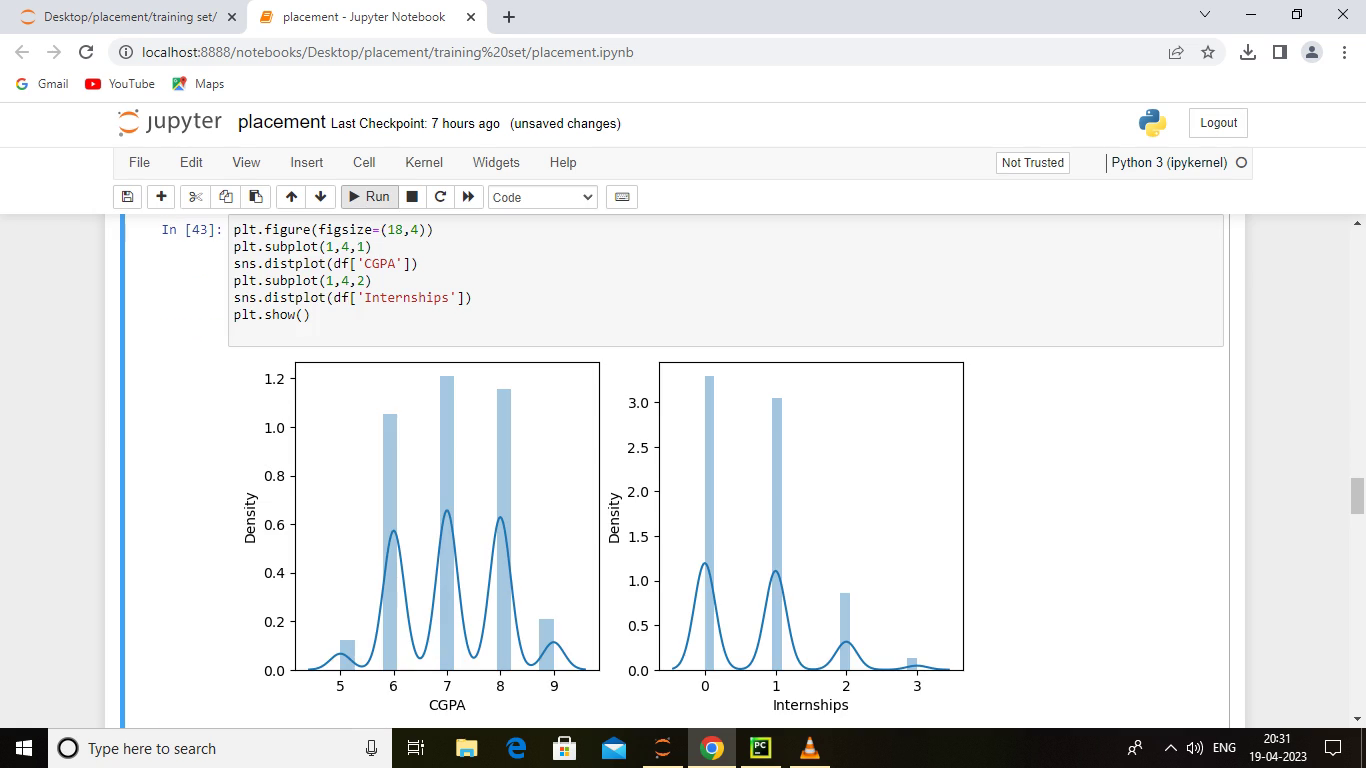 Desktop/placement/training set/
placement - Jupyter Notebook
localhost:8888/notebooks/Desktop/placement/training%20set/placement.ipynb
Gmail YouTube Maps
jupyter placement Last Checkpoint: 7 hours ago (unsaved changes)
Logout
File Edit View Insert Cell Kernel Widgets Help
Not Trusted
Python 3 (ipykernel)
Run
Code
In [43]:
plt.figure(figsize=(18,4))
plt.subplot(1,4,1)
sns.distplot(df['CGPA'])
plt.subplot(1,4,2)
sns.distplot(df['Internships'])
plt.show()
1.2
1.0
0.8
0.6
0.4
0.2
0.0
Density
5 6 7 8 9
CGPA
3.0
2.5
2.0
1.5
1.0
0.5
0.0
Density
0 1 2 3
Internships
Type here to search
PC
ENG
20:31
19-04-2023